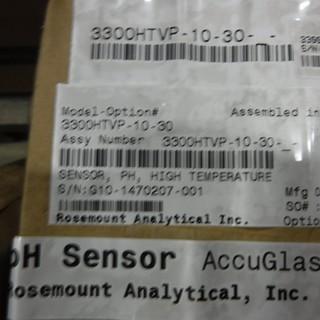 3300HTVP-10-30-_-
S/N
Model-Option# Assembled in
3300HTVP-10-30
Assy Number 3300HTVP-10-30-_-
SENSOR, PH, HIGH TEMPERATURE
S/N:G10-1470207-001 Mfg
SO#:
Rosemount Analytical Inc. Optio
pH Sensor AccuGlas
Rosemount Analytical, Inc.